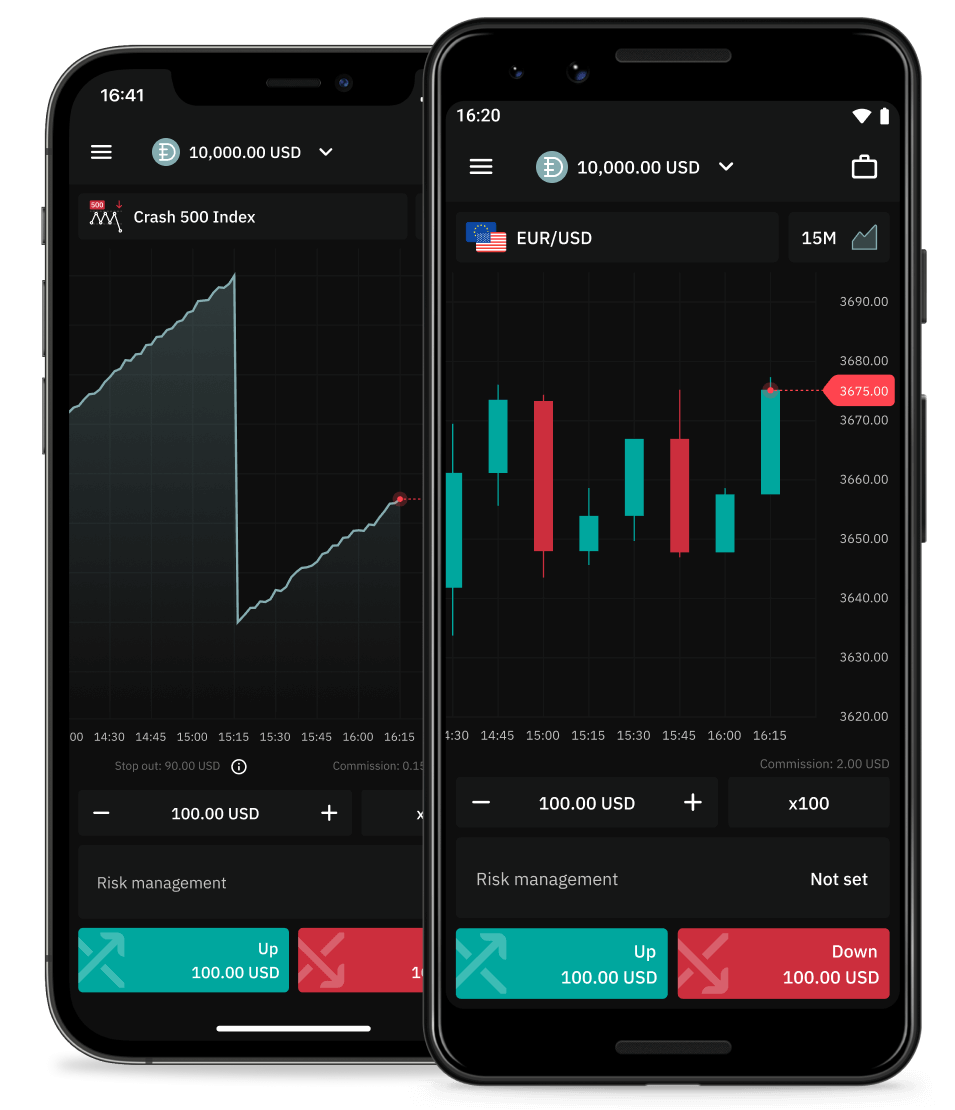 16:41
10,000.00 USD
500
Crash 500 Index
00 14:30 14:45 15:00 15:15 15:30 15:45 16:00 16:15
Stop out: 90.00 USD
Commission: 0.15
100.00 USD
x
Risk management
Up
100.00 USD
16:20
10,000.00 USD
EUR/USD
15M
3690.00
3680.00
3675.00
3670.00
3660.00
3650.00
3640.00
3630.00
3620.00
:30 14:45 15:00 15:15 15:30 15:45 16:00 16:15
Commission: 2.00 USD
100.00 USD
x100
Risk management
Not set
Up
100.00 USD
Down
100.00 USD